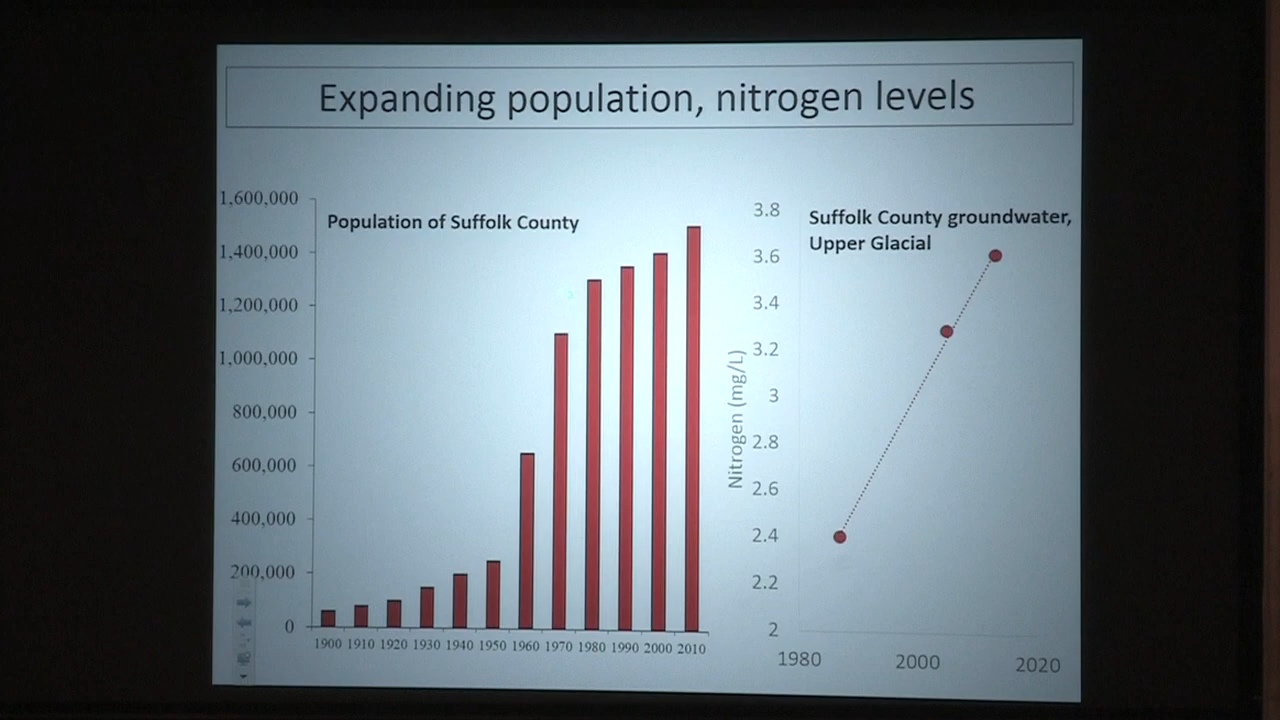 Expanding population, nitrogen levels
Population of Suffolk County
1,600,000
1,400,000
1,200,000
1,000,000
800,000
600,000
400,000
200,000
0
1900 1910 1920 1930 1940 1950 1960 1970 1980 1990 2000 2010
Suffolk County groundwater,
Upper Glacial
Nitrogen (mg/L)
3.8
3.6
3.4
3.2
3
2.8
2.6
2.4
2.2
2
1980 2000 2020